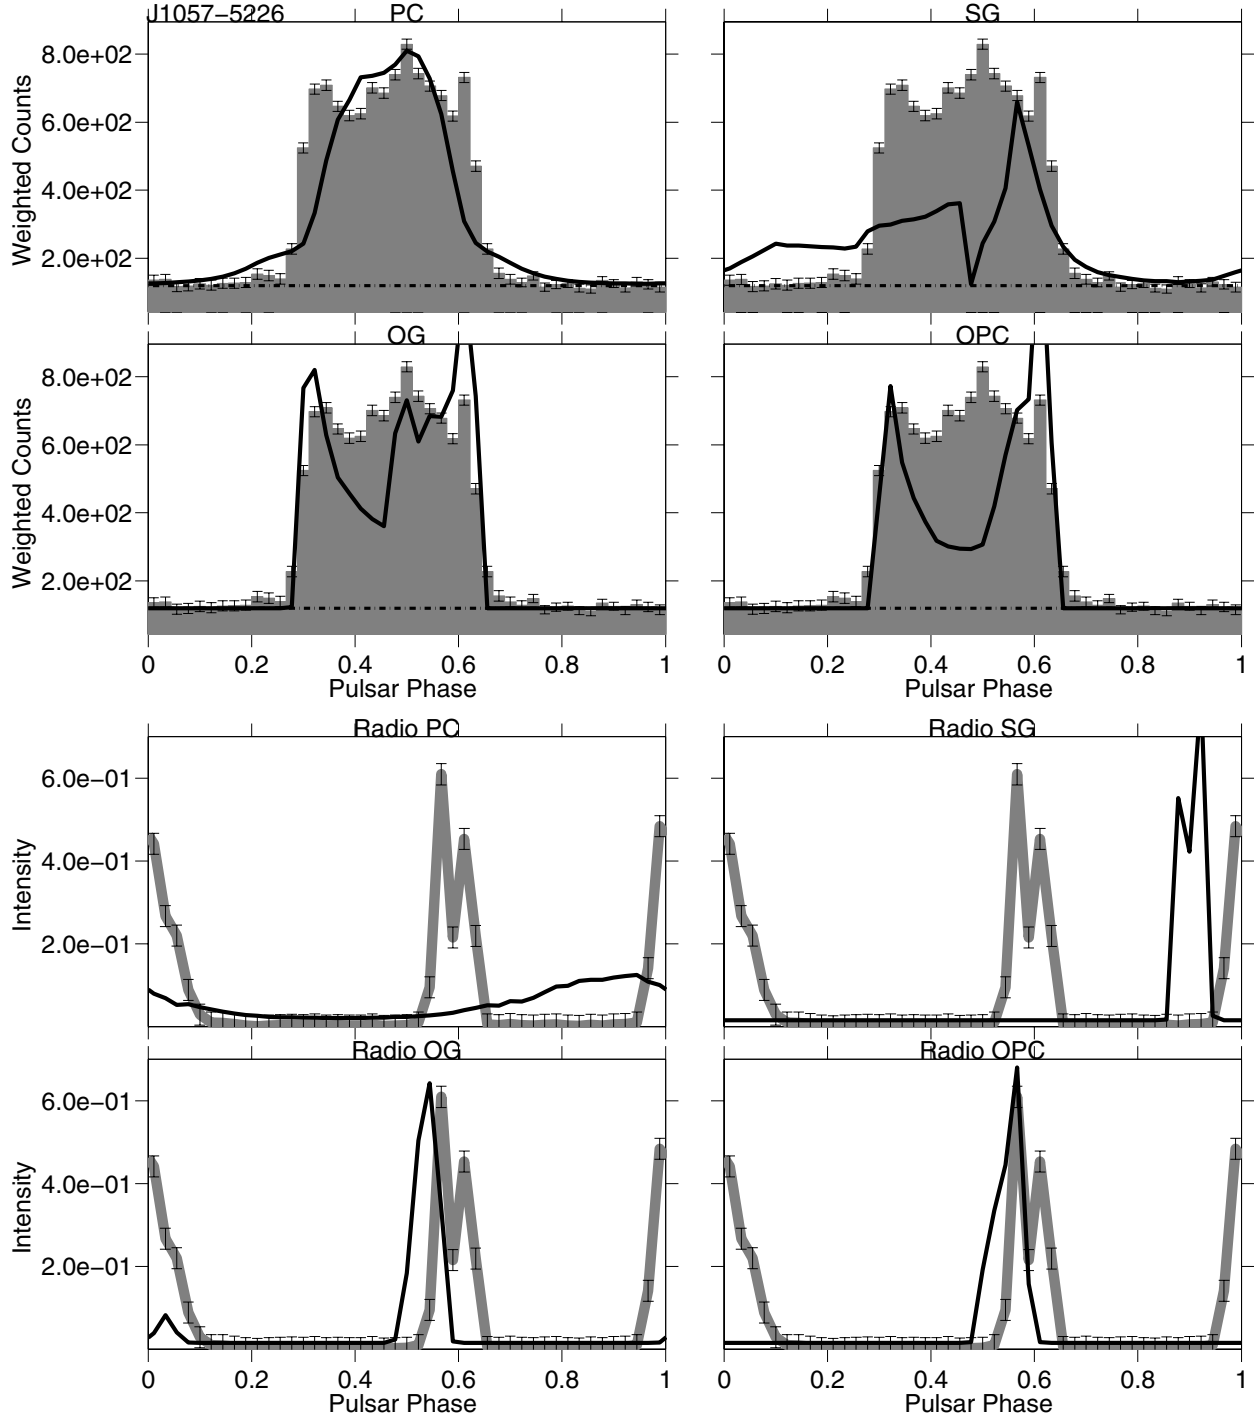 J1057−5226 PC SG
Weighted Counts
8.0e+02
6.0e+02
4.0e+02
2.0e+02
OG OPC
Weighted Counts
8.0e+02
6.0e+02
4.0e+02
2.0e+02
0 0.2 0.4 0.6 0.8 1 0 0.2 0.4 0.6 0.8 1
Pulsar Phase Pulsar Phase
Radio PC Radio SG
Intensity
6.0e−01
4.0e−01
2.0e−01
Radio OG Radio OPC
Intensity
6.0e−01
4.0e−01
2.0e−01
0 0.2 0.4 0.6 0.8 1 0 0.2 0.4 0.6 0.8 1
Pulsar Phase Pulsar Phase